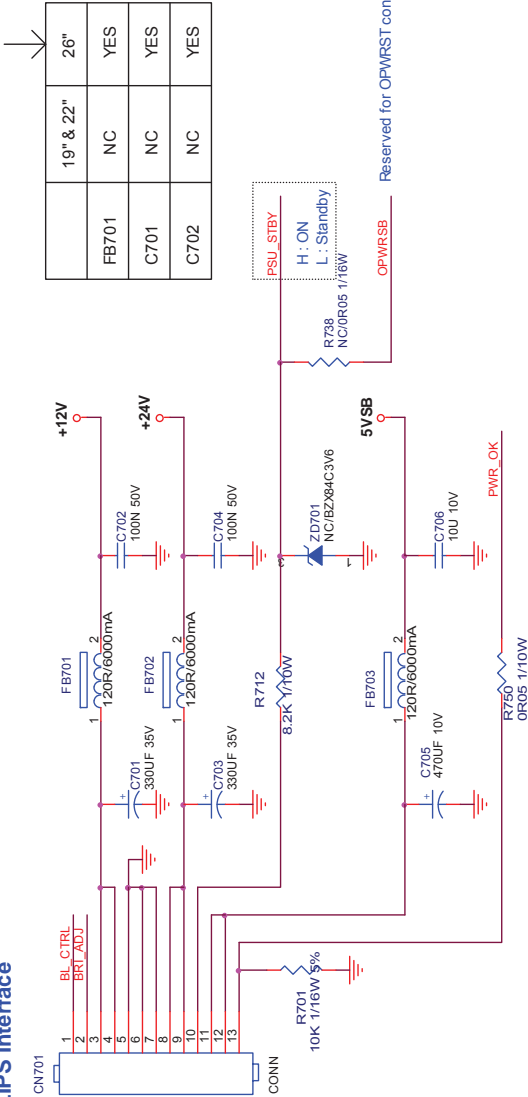 LIPS Interface
CN701
CONN
1
2
3
4
5
6
7
8
9
10
11
12
13
BL_CTRL
BRI_ADJ
R701
10K 1/16W 5%
C701
330UF 35V
+
FB701
120R/6000mA
1
2
C702
100N 50V
+12V
C703
330UF 35V
+
FB702
120R/6000mA
1
2
C704
100N 50V
+24V
R712
8.2K 1/10W
ZD701
NC/BZX84C3V6
3
1
PSU_STBY
H : ON
L : Standby
R738
NC/0R05 1/16W
OPWRSB
Reserved for OPWRST con
C705
470UF 10V
+
FB703
120R/6000mA
1
2
C706
10U 10V
5VSB
R750
0R05 1/10W
PWR_OK
19" & 22" 26"
FB701 NC YES
C701 NC YES
C702 NC YES